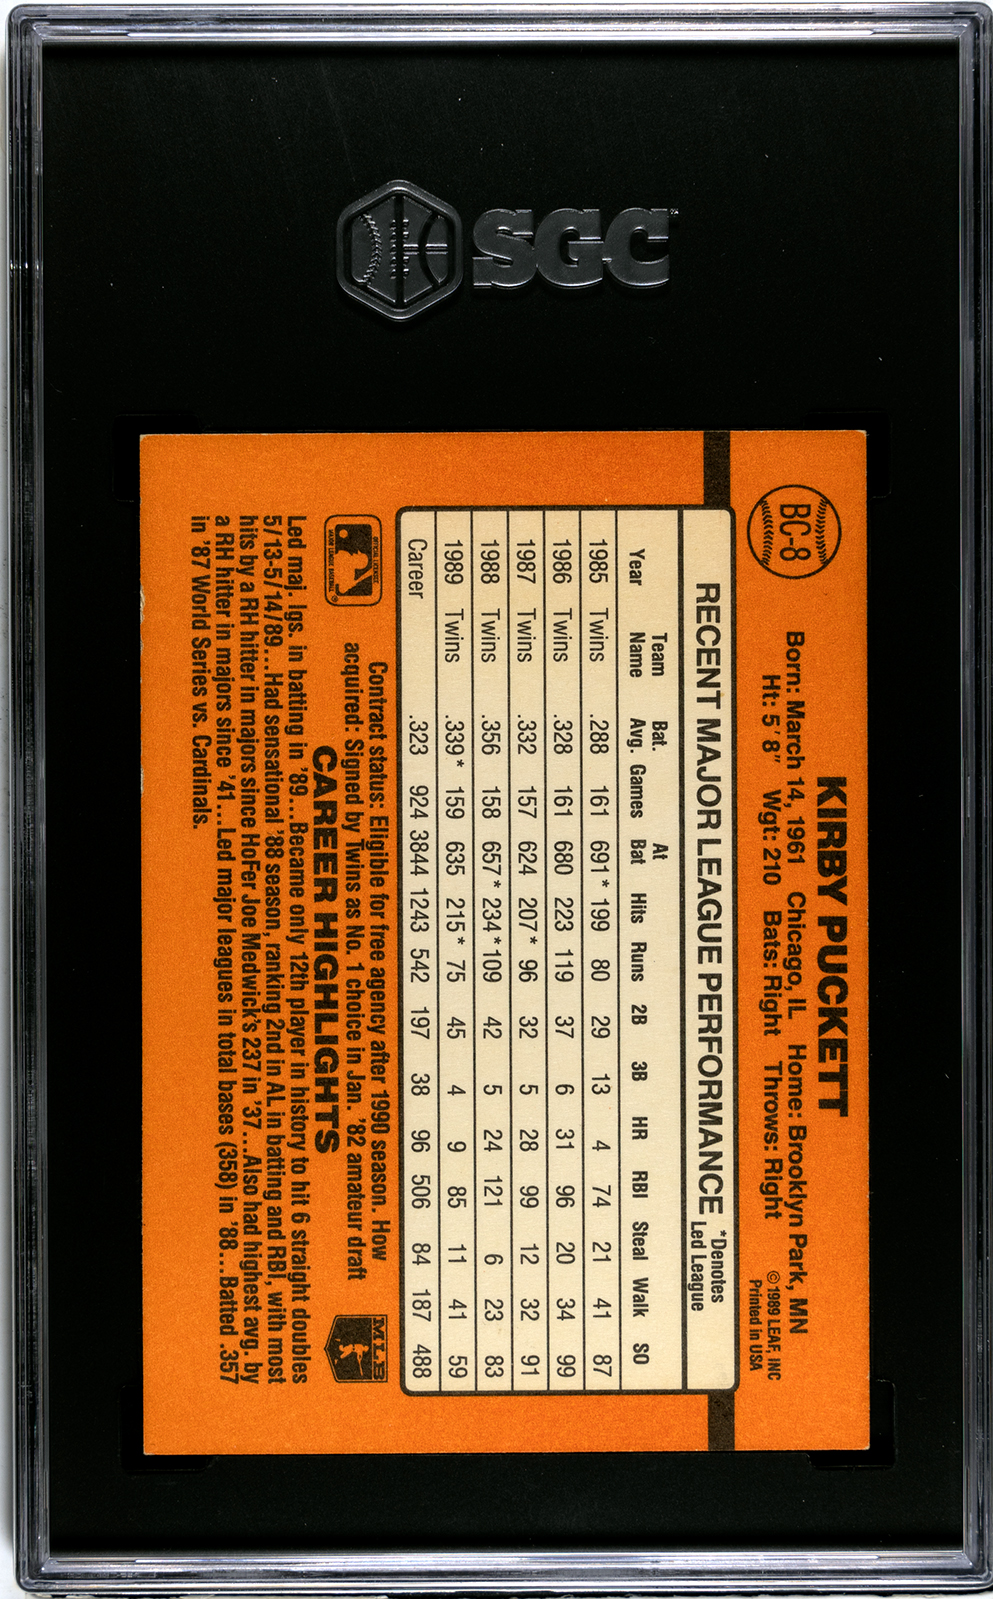 SGC
BC-8
KIRBY PUCKETT
Born: March 14, 1961 Chicago, IL Home: Brooklyn Park, MN
Ht: 5'8" Wgt: 210 Bats: Right Throws: Right
©1989 LEAF, INC
Printed in USA
RECENT MAJOR LEAGUE PERFORMANCE *Denotes Led League
Year Team Name Bat. Avg. Games At Bat Hits Runs 2B 3B HR RBI Steal Walk SO
1985 Twins .288 161 691* 199 80 29 13 4 74 21 41 87
1986 Twins .328 161 680 223 119 37 6 31 96 20 34 99
1987 Twins .332 157 624 207* 96 32 5 28 99 12 32 91
1988 Twins .356 158 657* 234* 109 42 5 24 121 6 23 83
1989 Twins .339* 159 635 215* 75 45 4 9 85 11 41 59
Career .323 924 3844 1243 542 197 38 96 506 84 187 488
OFFICIAL LICENSEE
MAJOR LEAGUE BASEBALL
Contract status: Eligible for free agency after 1990 season. How
acquired: Signed by Twins as No. 1 choice in Jan. '82 amateur draft
MLB
CAREER HIGHLIGHTS
Led maj. lgs. in batting in '89...Became only 12th player in history to hit 6 straight doubles
5/13-5/14/89...Had sensational '88 season, ranking 2nd in AL in batting and RBI, with most
hits by a RH hitter in majors since HoFer Joe Medwick's 237 in '37...Also had highest avg. by
a RH hitter in majors since '41...Led major leagues in total bases (358) in '88...Batted .357
in '87 World Series vs. Cardinals.